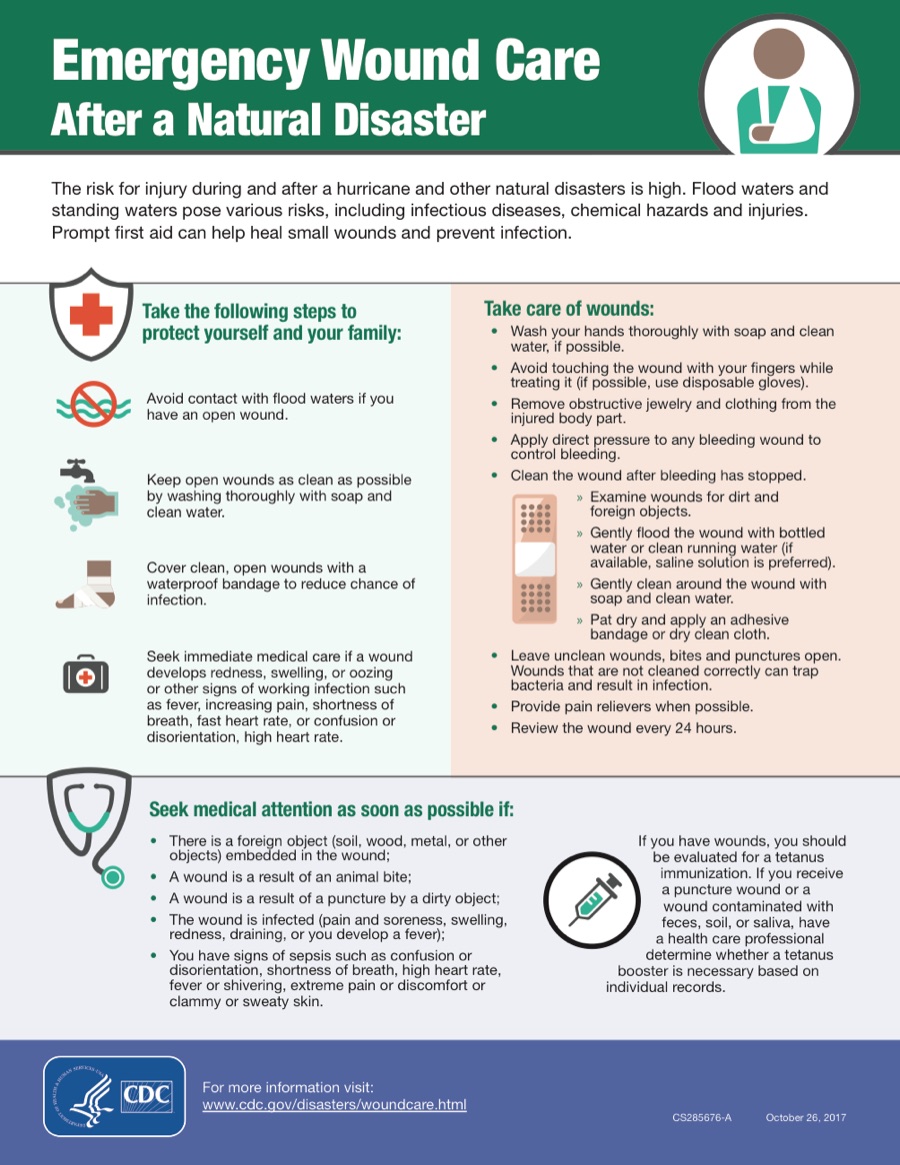 Emergency Wound Care
After a Natural Disaster
The risk for injury during and after a hurricane and other natural disasters is high. Flood waters and
standing waters pose various risks, including infectious diseases, chemical hazards and injuries.
Prompt first aid can help heal small wounds and prevent infection.
Take the following steps to
protect yourself and your family:
Avoid contact with flood waters if you
have an open wound.
Keep open wounds as clean as possible
by washing thoroughly with soap and
clean water.
Cover clean, open wounds with a
waterproof bandage to reduce chance of
infection.
Seek immediate medical care if a wound
develops redness, swelling, or oozing
or other signs of working infection such
as fever, increasing pain, shortness of
breath, fast heart rate, or confusion or
disorientation, high heart rate.
Take care of wounds:
• Wash your hands thoroughly with soap and clean
water, if possible.
• Avoid touching the wound with your fingers while
treating it (if possible, use disposable gloves).
• Remove obstructive jewelry and clothing from the
injured body part.
• Apply direct pressure to any bleeding wound to
control bleeding.
• Clean the wound after bleeding has stopped.
» Examine wounds for dirt and
foreign objects.
» Gently flood the wound with bottled
water or clean running water (if
available, saline solution is preferred).
» Gently clean around the wound with
soap and clean water.
» Pat dry and apply an adhesive
bandage or dry clean cloth.
• Leave unclean wounds, bites and punctures open.
Wounds that are not cleaned correctly can trap
bacteria and result in infection.
• Provide pain relievers when possible.
• Review the wound every 24 hours.
Seek medical attention as soon as possible if:
• There is a foreign object (soil, wood, metal, or other
objects) embedded in the wound;
• A wound is a result of an animal bite;
• A wound is a result of a puncture by a dirty object;
• The wound is infected (pain and soreness, swelling,
redness, draining, or you develop a fever);
• You have signs of sepsis such as confusion or
disorientation, shortness of breath, high heart rate,
fever or shivering, extreme pain or discomfort or
clammy or sweaty skin.
If you have wounds, you should
be evaluated for a tetanus
immunization. If you receive
a puncture wound or a
wound contaminated with
feces, soil, or saliva, have
a health care professional
determine whether a tetanus
booster is necessary based on
individual records.
CDC
For more information visit:
www.cdc.gov/disasters/woundcare.html
CS285676-A October 26, 2017